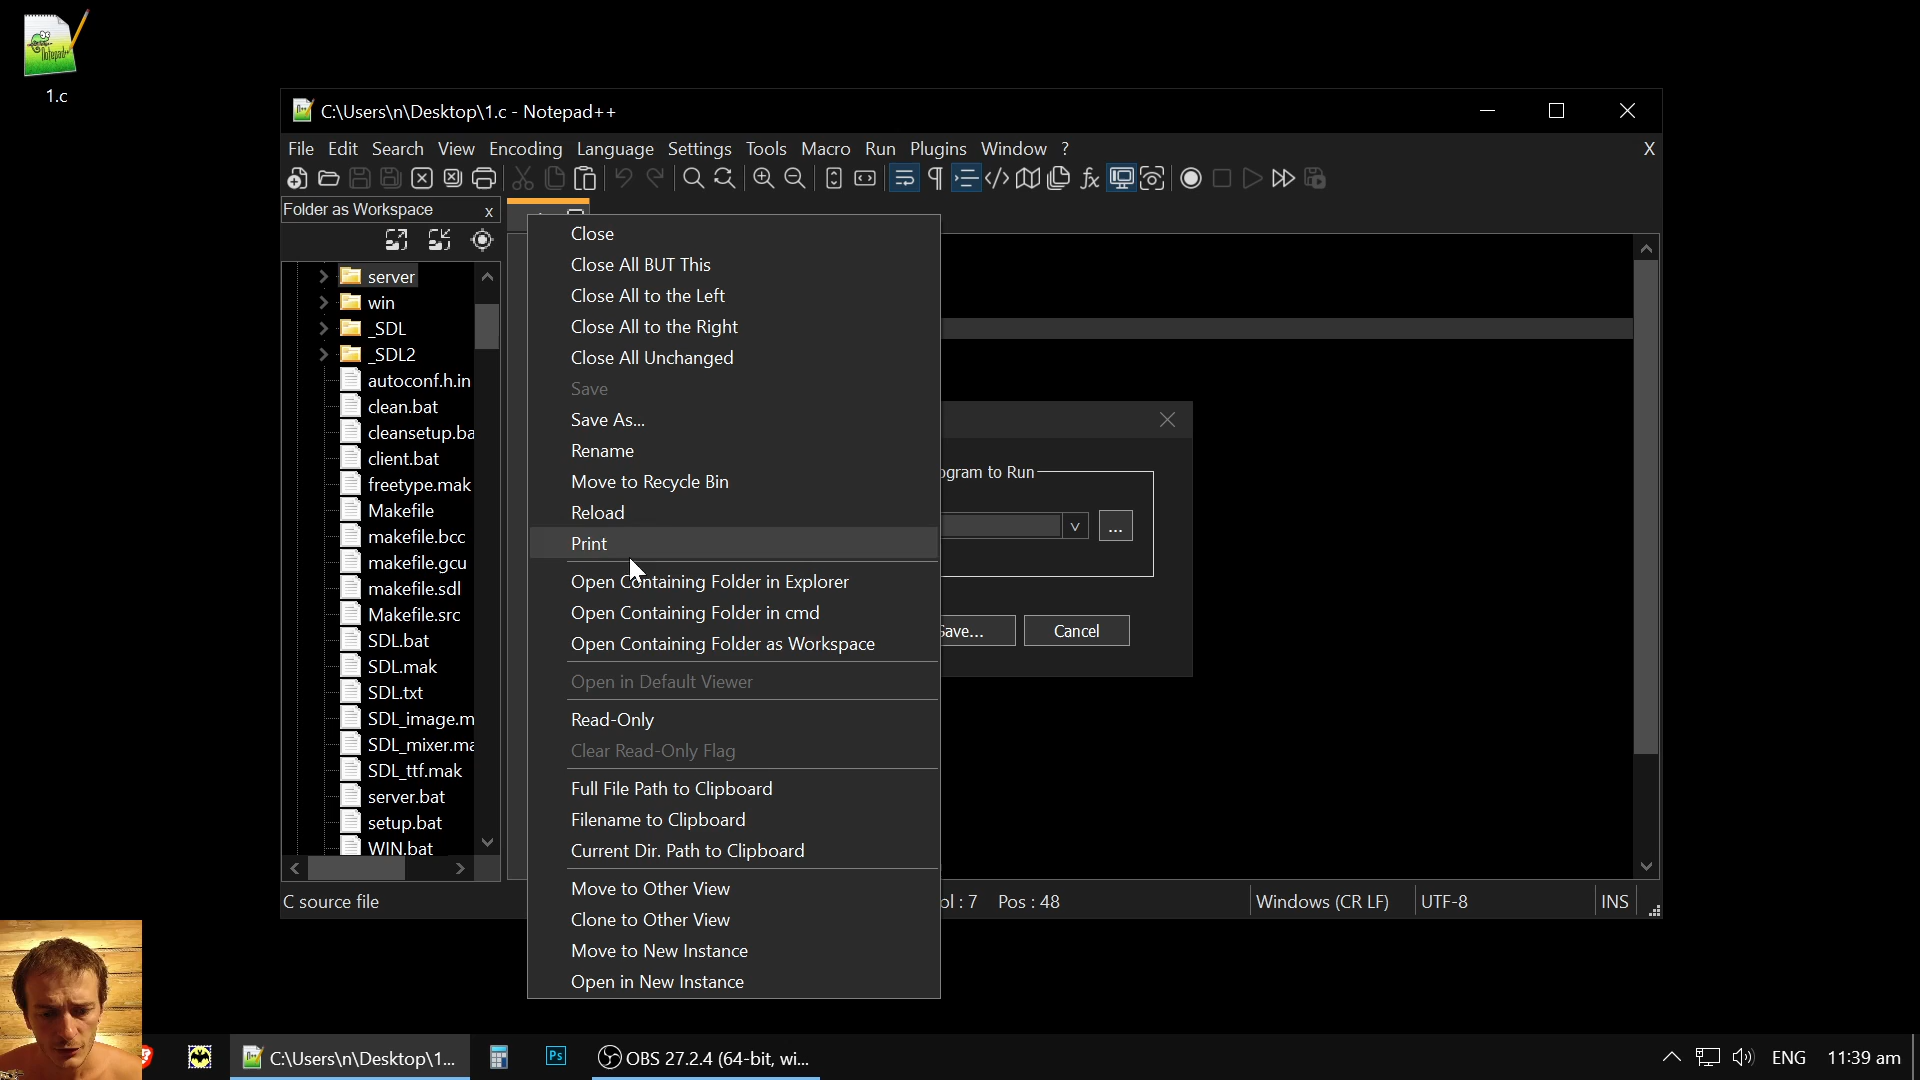 1.c
C:\Users\n\Desktop\1.c - Notepad++
File Edit Search View Encoding Language Settings Tools Macro Run Plugins Window ? X
Folder as Workspace x
server
win
_SDL
_SDL2
autoconf.h.in
clean.bat
cleansetup.ba
client.bat
freetype.mak
Makefile
makefile.bcc
makefile.gcu
makefile.sdl
Makefile.src
SDL.bat
SDL.mak
SDL.txt
SDL_image.m
SDL_mixer.ma
SDL_ttf.mak
server.bat
setup.bat
WIN.bat
Close
Close All BUT This
Close All to the Left
Close All to the Right
Close All Unchanged
Save
Save As...
Rename
Move to Recycle Bin
Reload
Print
Open Containing Folder in Explorer
Open Containing Folder in cmd
Open Containing Folder as Workspace
Open in Default Viewer
Read-Only
Clear Read-Only Flag
Full File Path to Clipboard
Filename to Clipboard
Current Dir. Path to Clipboard
Move to Other View
Clone to Other View
Move to New Instance
Open in New Instance
ogram to Run
...
Save... Cancel
C source file ol : 7 Pos : 48 Windows (CR LF) UTF-8 INS
C:\Users\n\Desktop\1... Ps OBS 27.2.4 (64-bit, wi... ENG 11:39 am